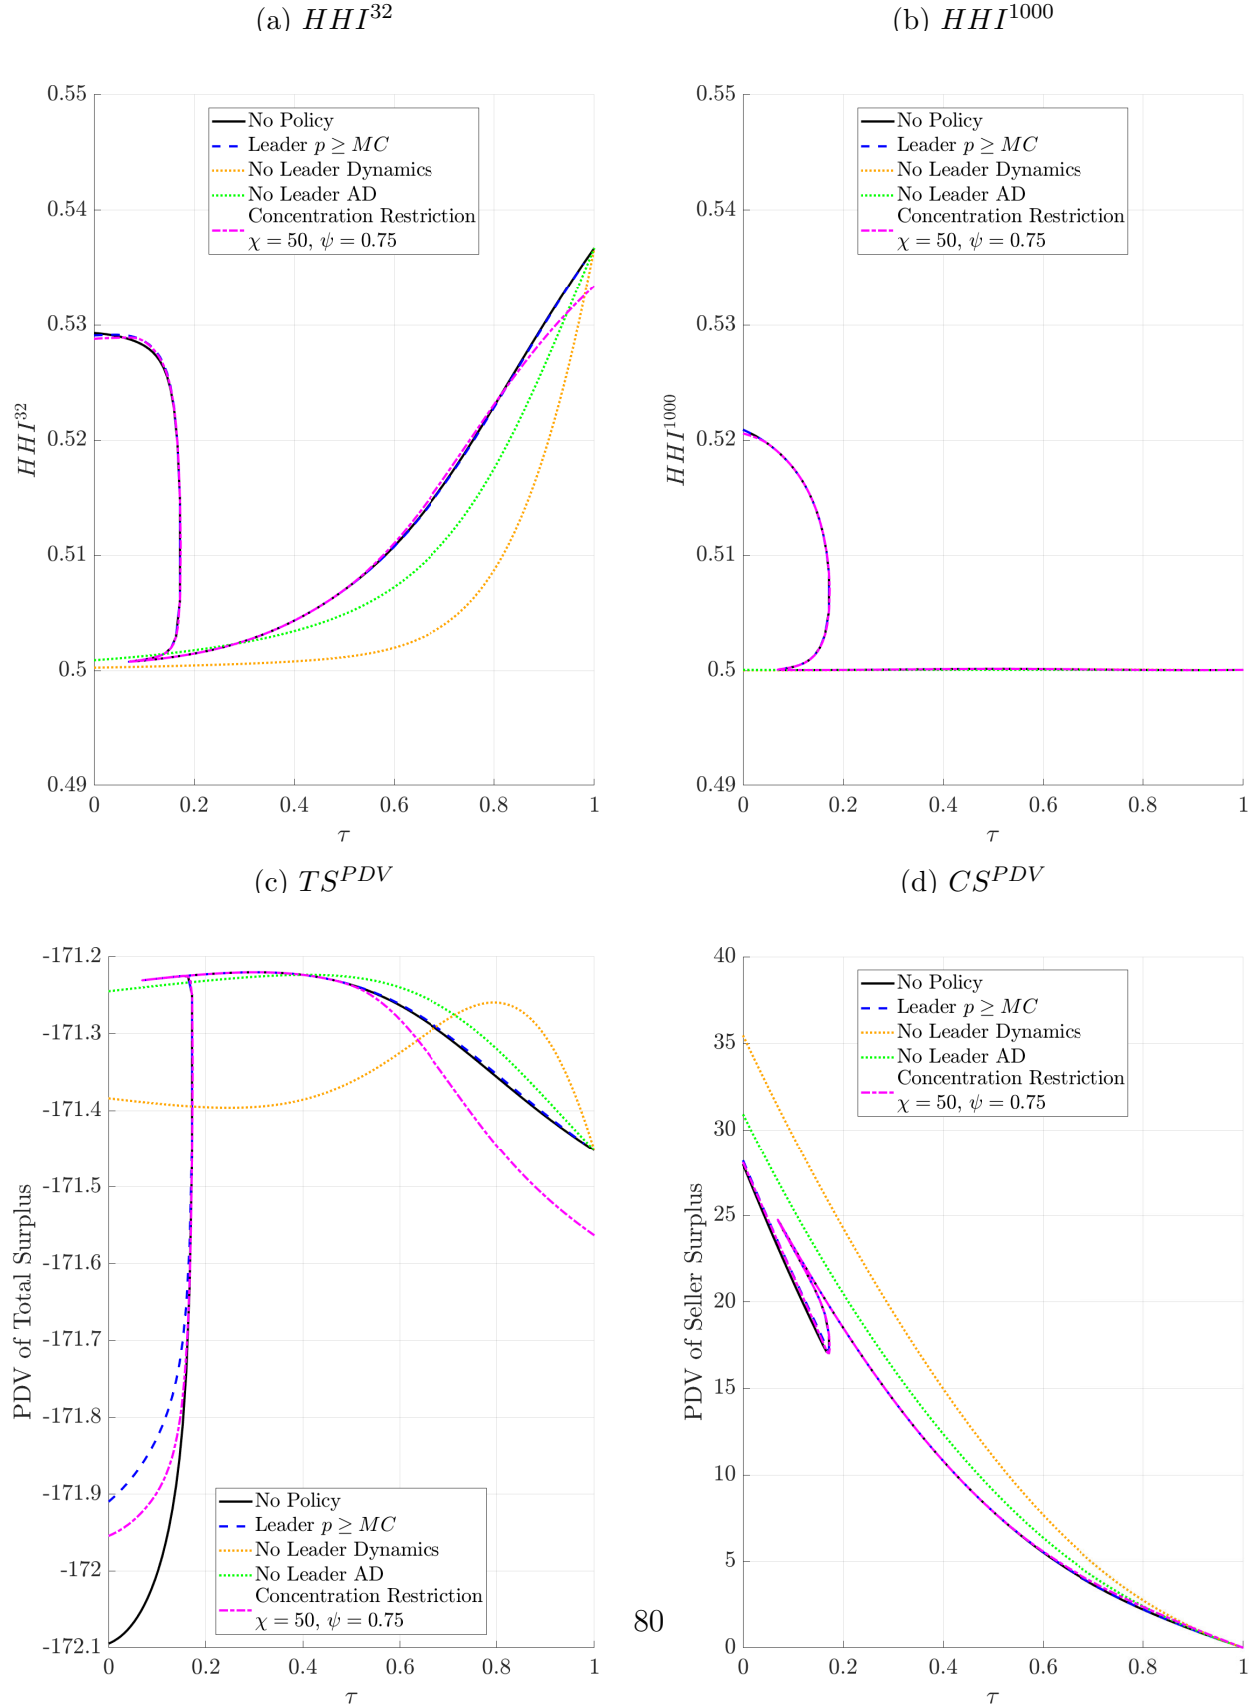 (a) HHI^32
(b) HHI^1000
0.55
0.54
0.53
0.52
0.51
0.5
0.49
HHI^32
0
0.2
0.4
0.6
0.8
1
τ
No Policy
Leader p ≥ MC
No Leader Dynamics
No Leader AD
Concentration Restriction
χ = 50, ψ = 0.75
0.55
0.54
0.53
0.52
0.51
0.5
0.49
HHI^1000
0
0.2
0.4
0.6
0.8
1
τ
No Policy
Leader p ≥ MC
No Leader Dynamics
No Leader AD
Concentration Restriction
χ = 50, ψ = 0.75
(c) TS^PDV
(d) CS^PDV
-171.2
-171.3
-171.4
-171.5
-171.6
-171.7
-171.8
-171.9
-172
-172.1
PDV of Total Surplus
0
0.2
0.4
0.6
0.8
1
τ
No Policy
Leader p ≥ MC
No Leader Dynamics
No Leader AD
Concentration Restriction
χ = 50, ψ = 0.75
40
35
30
25
20
15
10
5
0
PDV of Seller Surplus
0
0.2
0.4
0.6
0.8
1
τ
No Policy
Leader p ≥ MC
No Leader Dynamics
No Leader AD
Concentration Restriction
χ = 50, ψ = 0.75
80